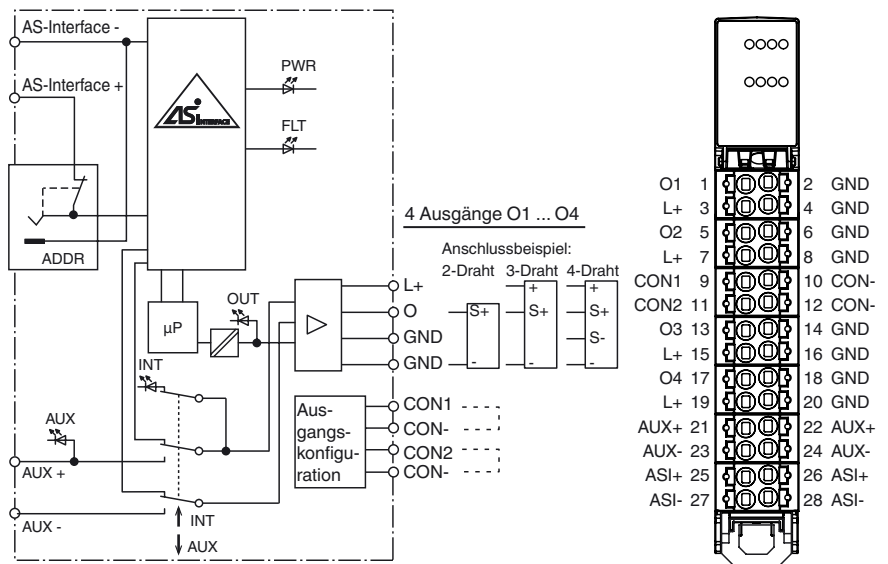 AS-Interface -
AS-Interface +
ASi INTERFACE
PWR
FLT
ADDR
4 Ausgänge O1 ... O4
Anschlussbeispiel:
2-Draht 3-Draht 4-Draht
µP
OUT
INT
AUX
AUX +
AUX -
INT
AUX
L+
O
GND
GND
S+
-
+
S+
-
+
S+
S-
-
Aus-
gangs-
konfigu-
ration
CON1
CON-
CON2
CON-
O1 1 2 GND
L+ 3 4 GND
O2 5 6 GND
L+ 7 8 GND
CON1 9 10 CON-
CON2 11 12 CON-
O3 13 14 GND
L+ 15 16 GND
O4 17 18 GND
L+ 19 20 GND
AUX+ 21 22 AUX+
AUX- 23 24 AUX-
ASI+ 25 26 ASI+
ASI- 27 28 ASI-